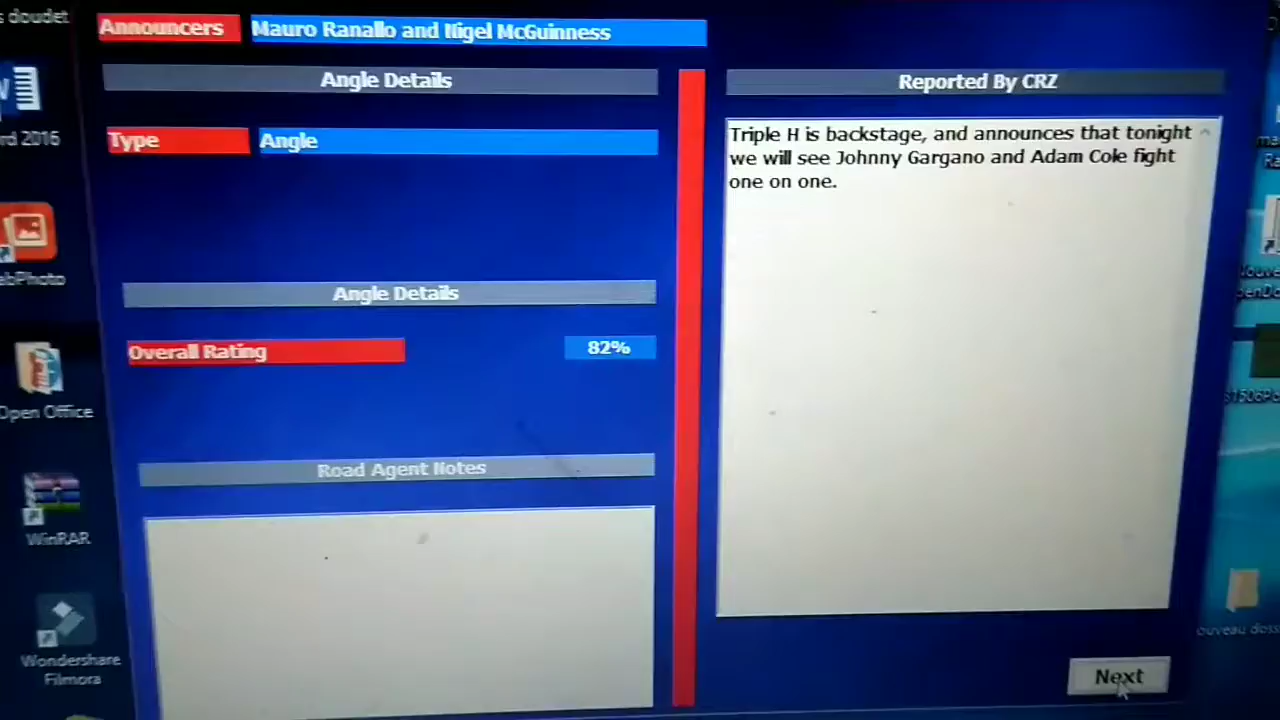 doudet
Announcers
Mauro Ranallo and Nigel McGuinness
Angle Details
Type
Angle
Angle Details
Overall Rating
82%
Road Agent Notes
Reported By CRZ
Triple H is backstage, and announces that tonight
we will see Johnny Gargano and Adam Cole fight
one on one.
Next
2016
Open Office
WinRAR
Wondershare
Filmora